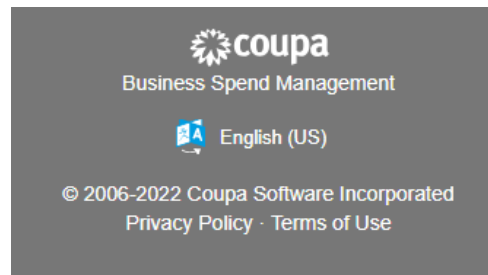 coupa
Business Spend Management
English (US)
© 2006-2022 Coupa Software Incorporated
Privacy Policy · Terms of Use